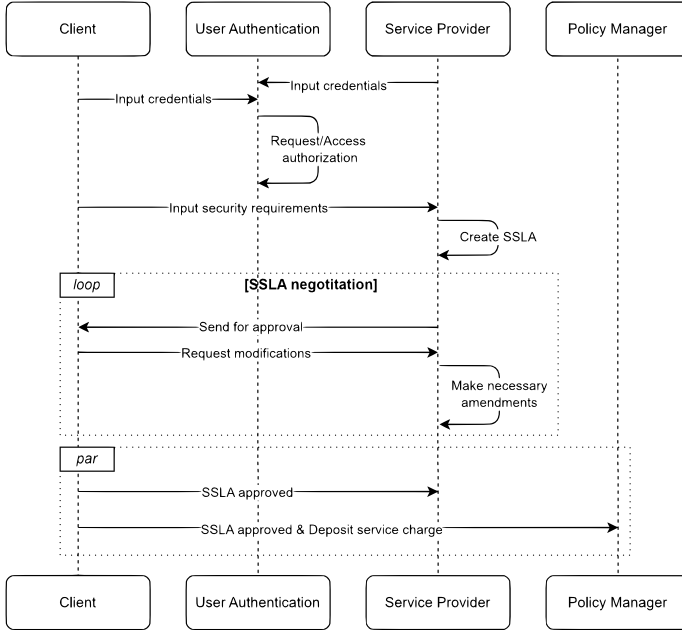 Client
User Authentication
Service Provider
Policy Manager
Input credentials
Input credentials
Request/Access
authorization
Input security requirements
Create SSLA
loop
[SSLA negotitation]
Send for approval
Request modifications
Make necessary
amendments
par
SSLA approved
SSLA approved & Deposit service charge
Client
User Authentication
Service Provider
Policy Manager